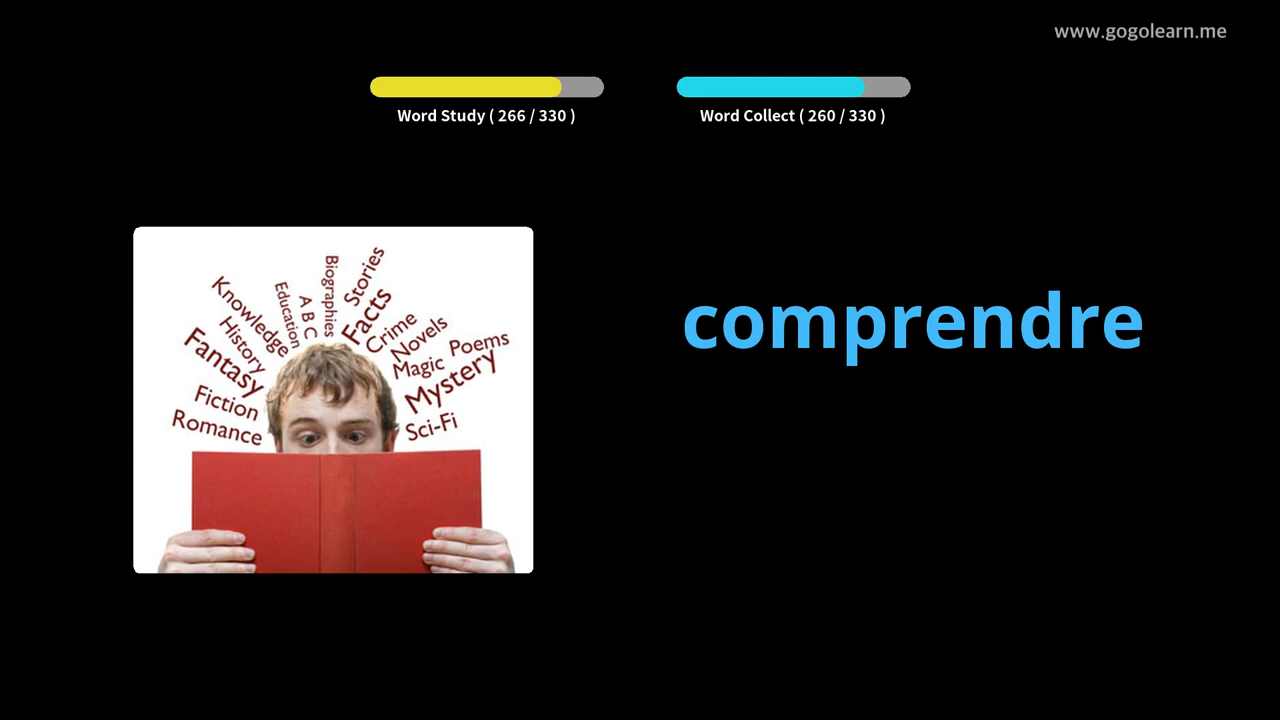 www.gogolearn.me
Word Study ( 266 / 330 )
Word Collect ( 260 / 330 )
comprendre
Biographies
Stories
Education
A B C
Facts
Knowledge
Crime
History
Novels
Poems
Fantasy
Magic
Mystery
Fiction
Romance
Sci-Fi